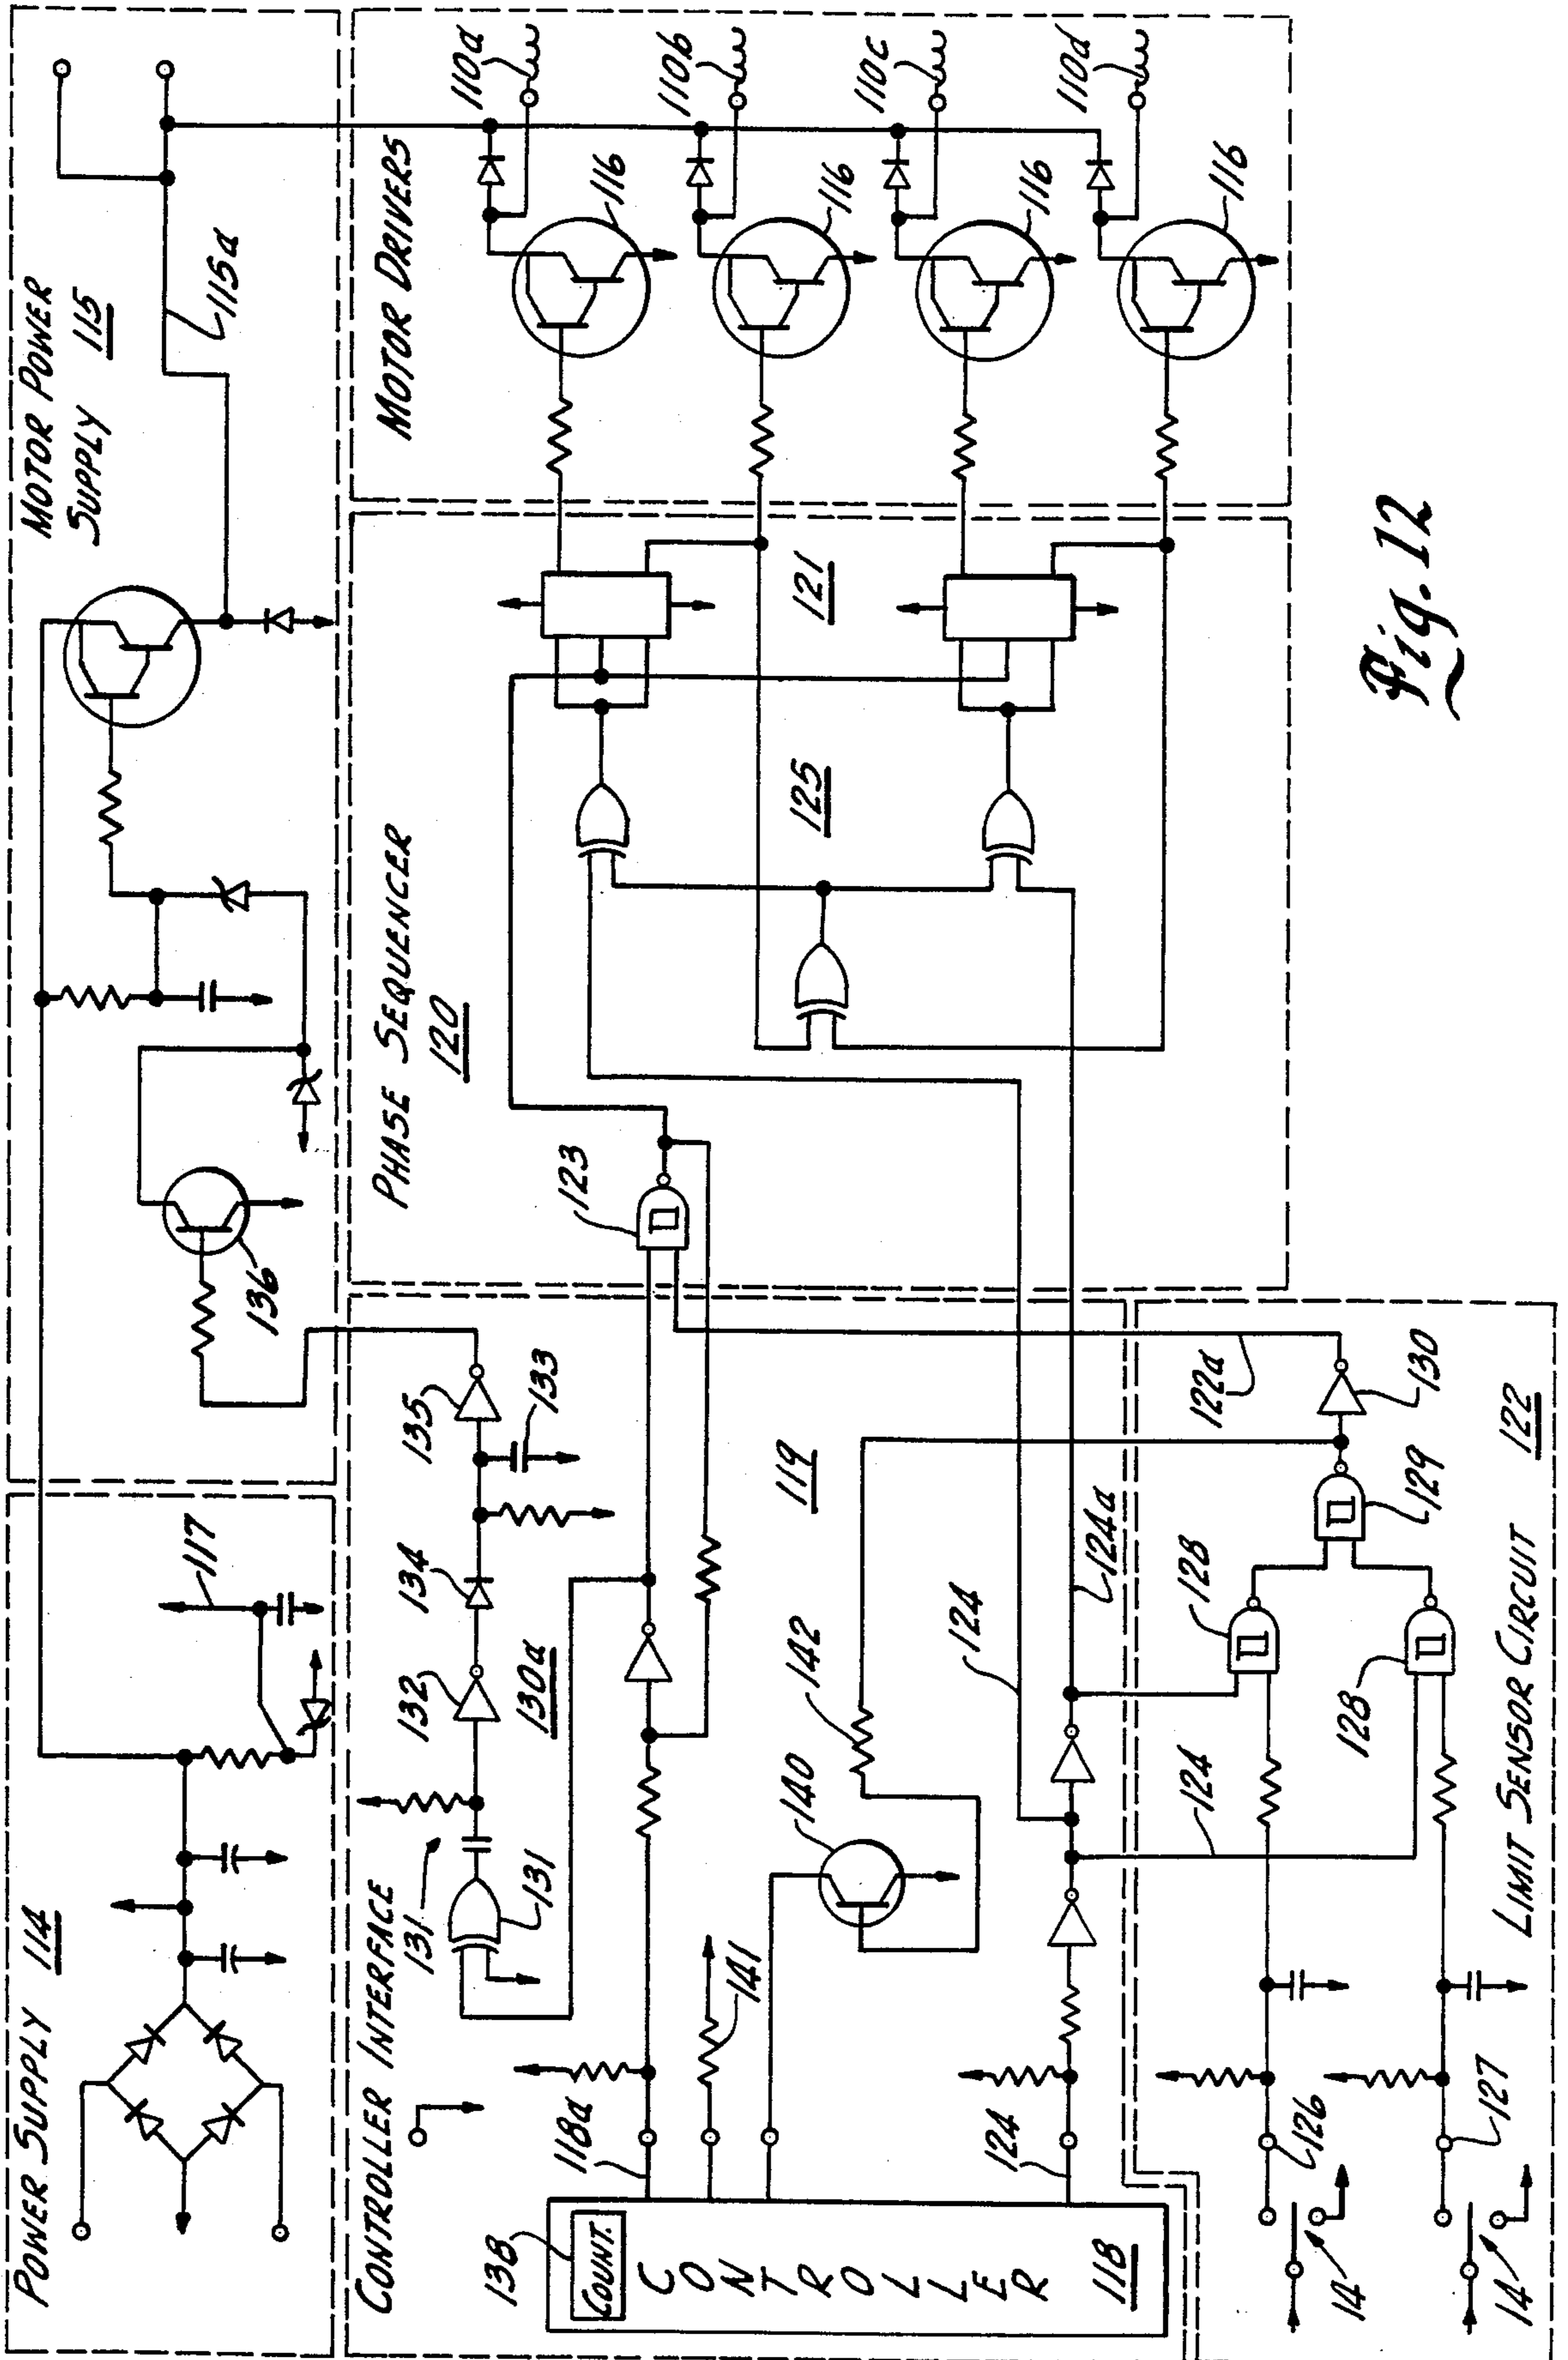 POWER SUPPLY 114
117
MOTOR POWER
SUPPLY 115
115a
136
CONTROLLER INTERFACE
131
131
132
130a
134
135
133
118a
141
140
142
119
124
124
124a
138
COUNT.
CONTROLLER
118
PHASE SEQUENCER
120
123
125
121
MOTOR DRIVERS
116
116
116
116
110a
110b
110c
110d
LIMIT SENSOR CIRCUIT
122
122a
124
126
127
128
128
129
130
14
14
Fig. 12